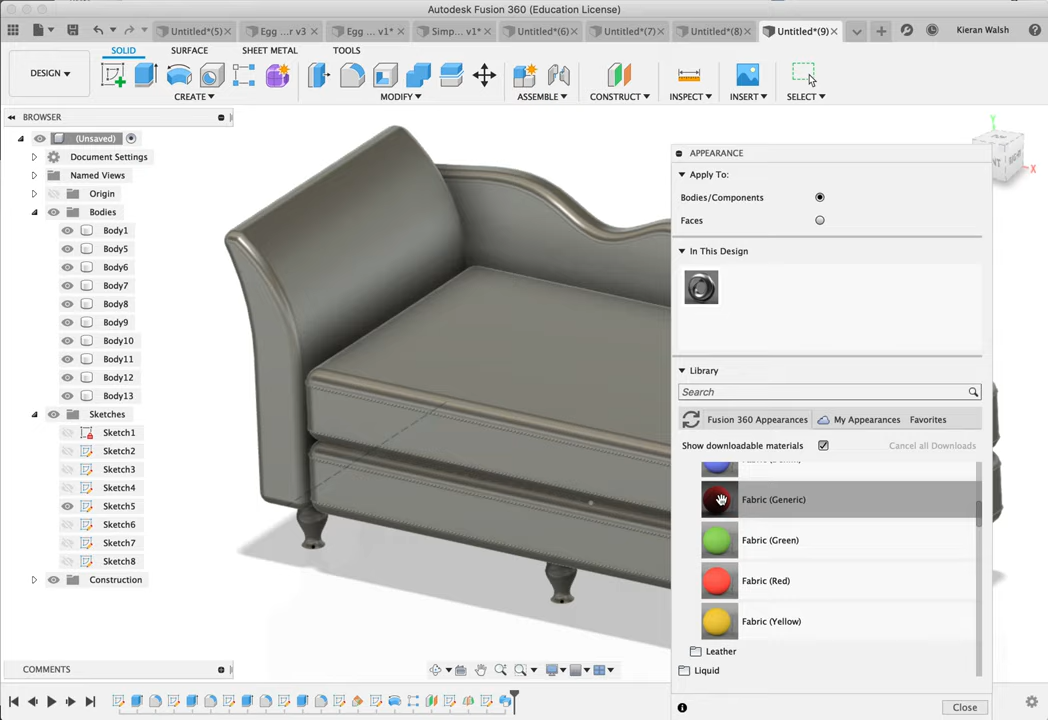 Autodesk Fusion 360 (Education License)
Untitled*(5) Egg ...r v3 Egg ... v1* Simp... v1* Untitled*(6) Untitled*(7) Untitled*(8) Untitled*(9) Kieran Walsh
SOLID SURFACE SHEET METAL TOOLS
DESIGN
CREATE MODIFY ASSEMBLE CONSTRUCT INSPECT INSERT SELECT
BROWSER
(Unsaved)
Document Settings
Named Views
Origin
Bodies
Body1
Body5
Body6
Body7
Body8
Body9
Body10
Body11
Body12
Body13
Sketches
Sketch1
Sketch2
Sketch3
Sketch4
Sketch5
Sketch6
Sketch7
Sketch8
Construction
COMMENTS
Y
RIGHT
X
APPEARANCE
Apply To:
Bodies/Components
Faces
In This Design
Library
Search
Fusion 360 Appearances My Appearances Favorites
Show downloadable materials Cancel all Downloads
Fabric (Generic)
Fabric (Green)
Fabric (Red)
Fabric (Yellow)
Leather
Liquid
Close